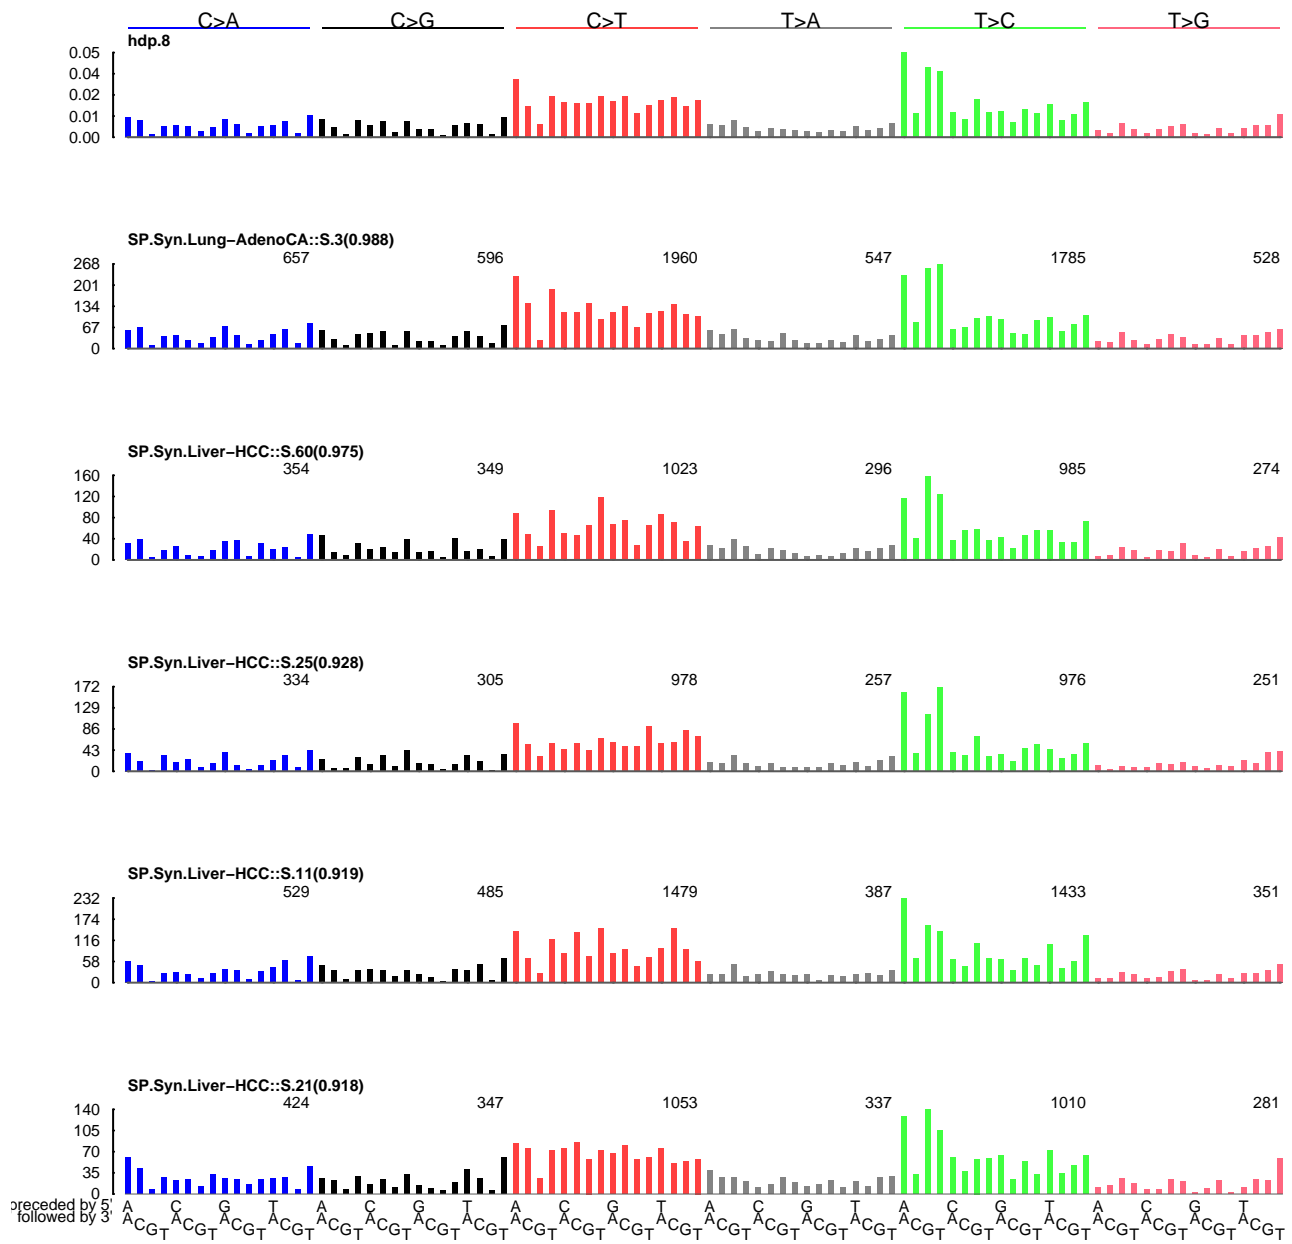 C>A C>G C>T T>A T>C T>G
hdp.8
0.05
0.04
0.02
0.01
0.00
SP.Syn.Lung−AdenoCA::S.3(0.988)
657 596 1960 547 1785 528
268
201
134
67
0
SP.Syn.Liver−HCC::S.60(0.975)
354 349 1023 296 985 274
160
120
80
40
0
SP.Syn.Liver−HCC::S.25(0.928)
334 305 978 257 976 251
172
129
86
43
0
SP.Syn.Liver−HCC::S.11(0.919)
529 485 1479 387 1433 351
232
174
116
58
0
SP.Syn.Liver−HCC::S.21(0.918)
424 347 1053 337 1010 281
140
105
70
35
0
preceded by 5' A C G T A C G T A C G T A C G T A C G T A C G T
followed by 3' A C G T A C G T A C G T A C G T A C G T A C G T A C G T A C G T A C G T A C G T A C G T A C G T A C G T A C G T A C G T A C G T A C G T A C G T A C G T A C G T A C G T A C G T A C G T A C G T